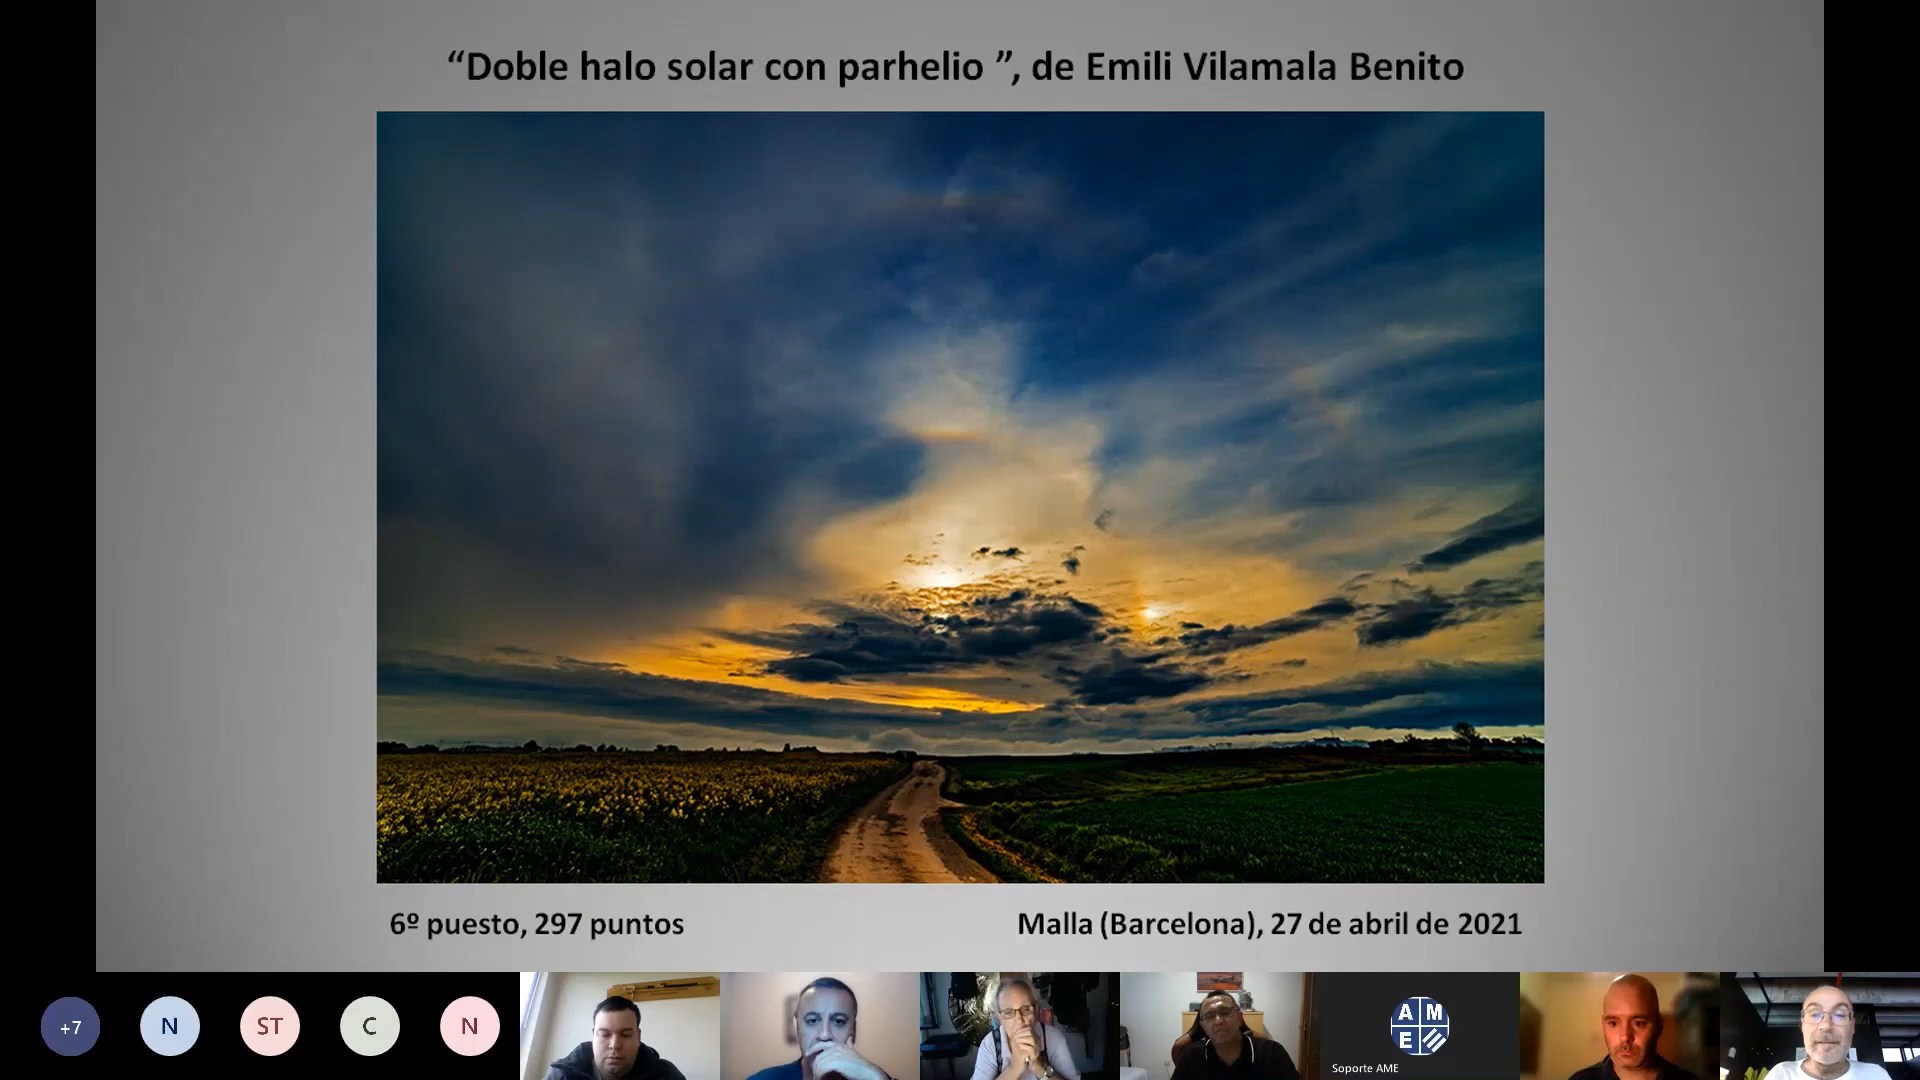 “Doble halo solar con parhelio ”, de Emili Vilamala Benito
6º puesto, 297 puntos
Malla (Barcelona), 27 de abril de 2021
+7
N
ST
C
N
A M
E
Soporte AME